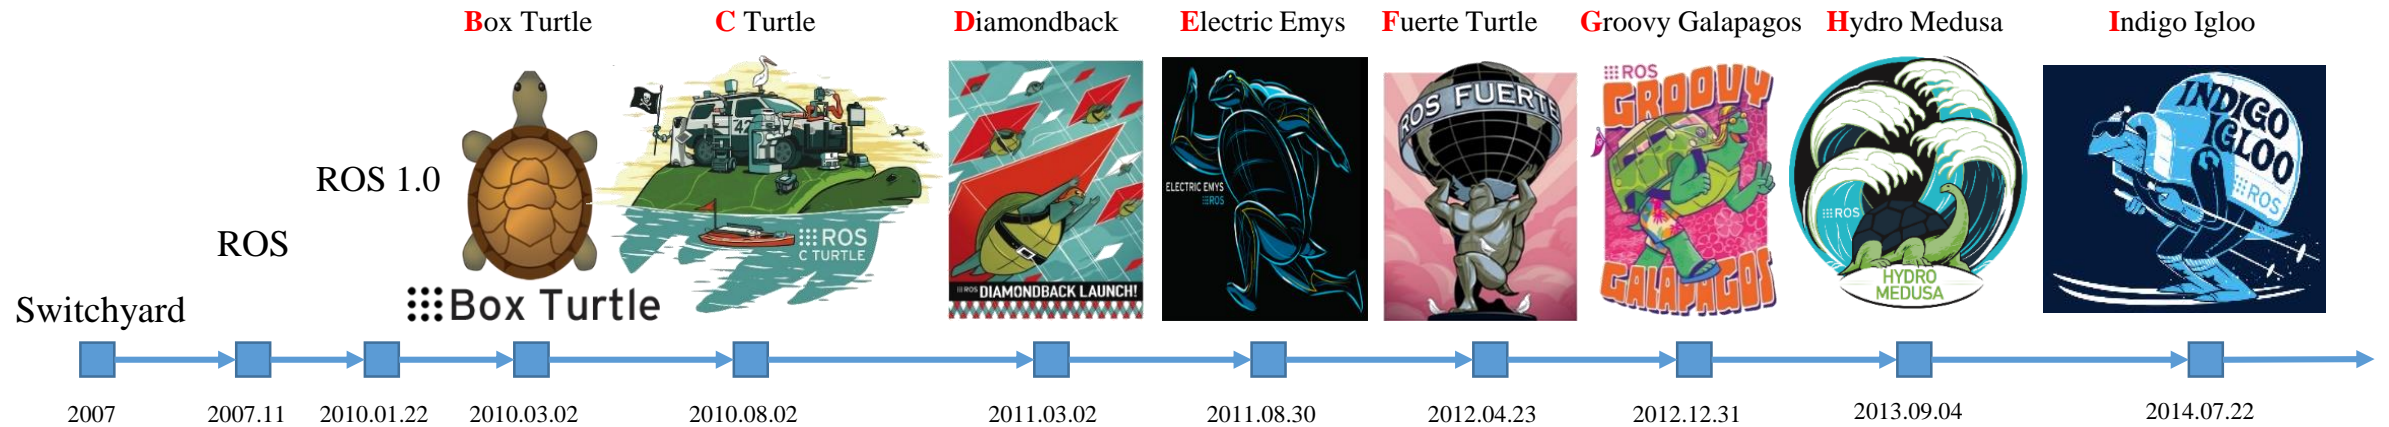 Box Turtle
C Turtle
Diamondback
Electric Emys
Fuerte Turtle
Groovy Galapagos
Hydro Medusa
Indigo Igloo
Switchyard
ROS
ROS 1.0
Box Turtle
42
ROS
C TURTLE
ROS DIAMONDBACK LAUNCH!
ELECTRIC EMYS
ROS
ROS FUERTE
ROS
GROOVY
GALAPAGOS
ROS
HYDRO
MEDUSA
INDIGO
IGLOO
ROS
2007
2007.11
2010.01.22
2010.03.02
2010.08.02
2011.03.02
2011.08.30
2012.04.23
2012.12.31
2013.09.04
2014.07.22